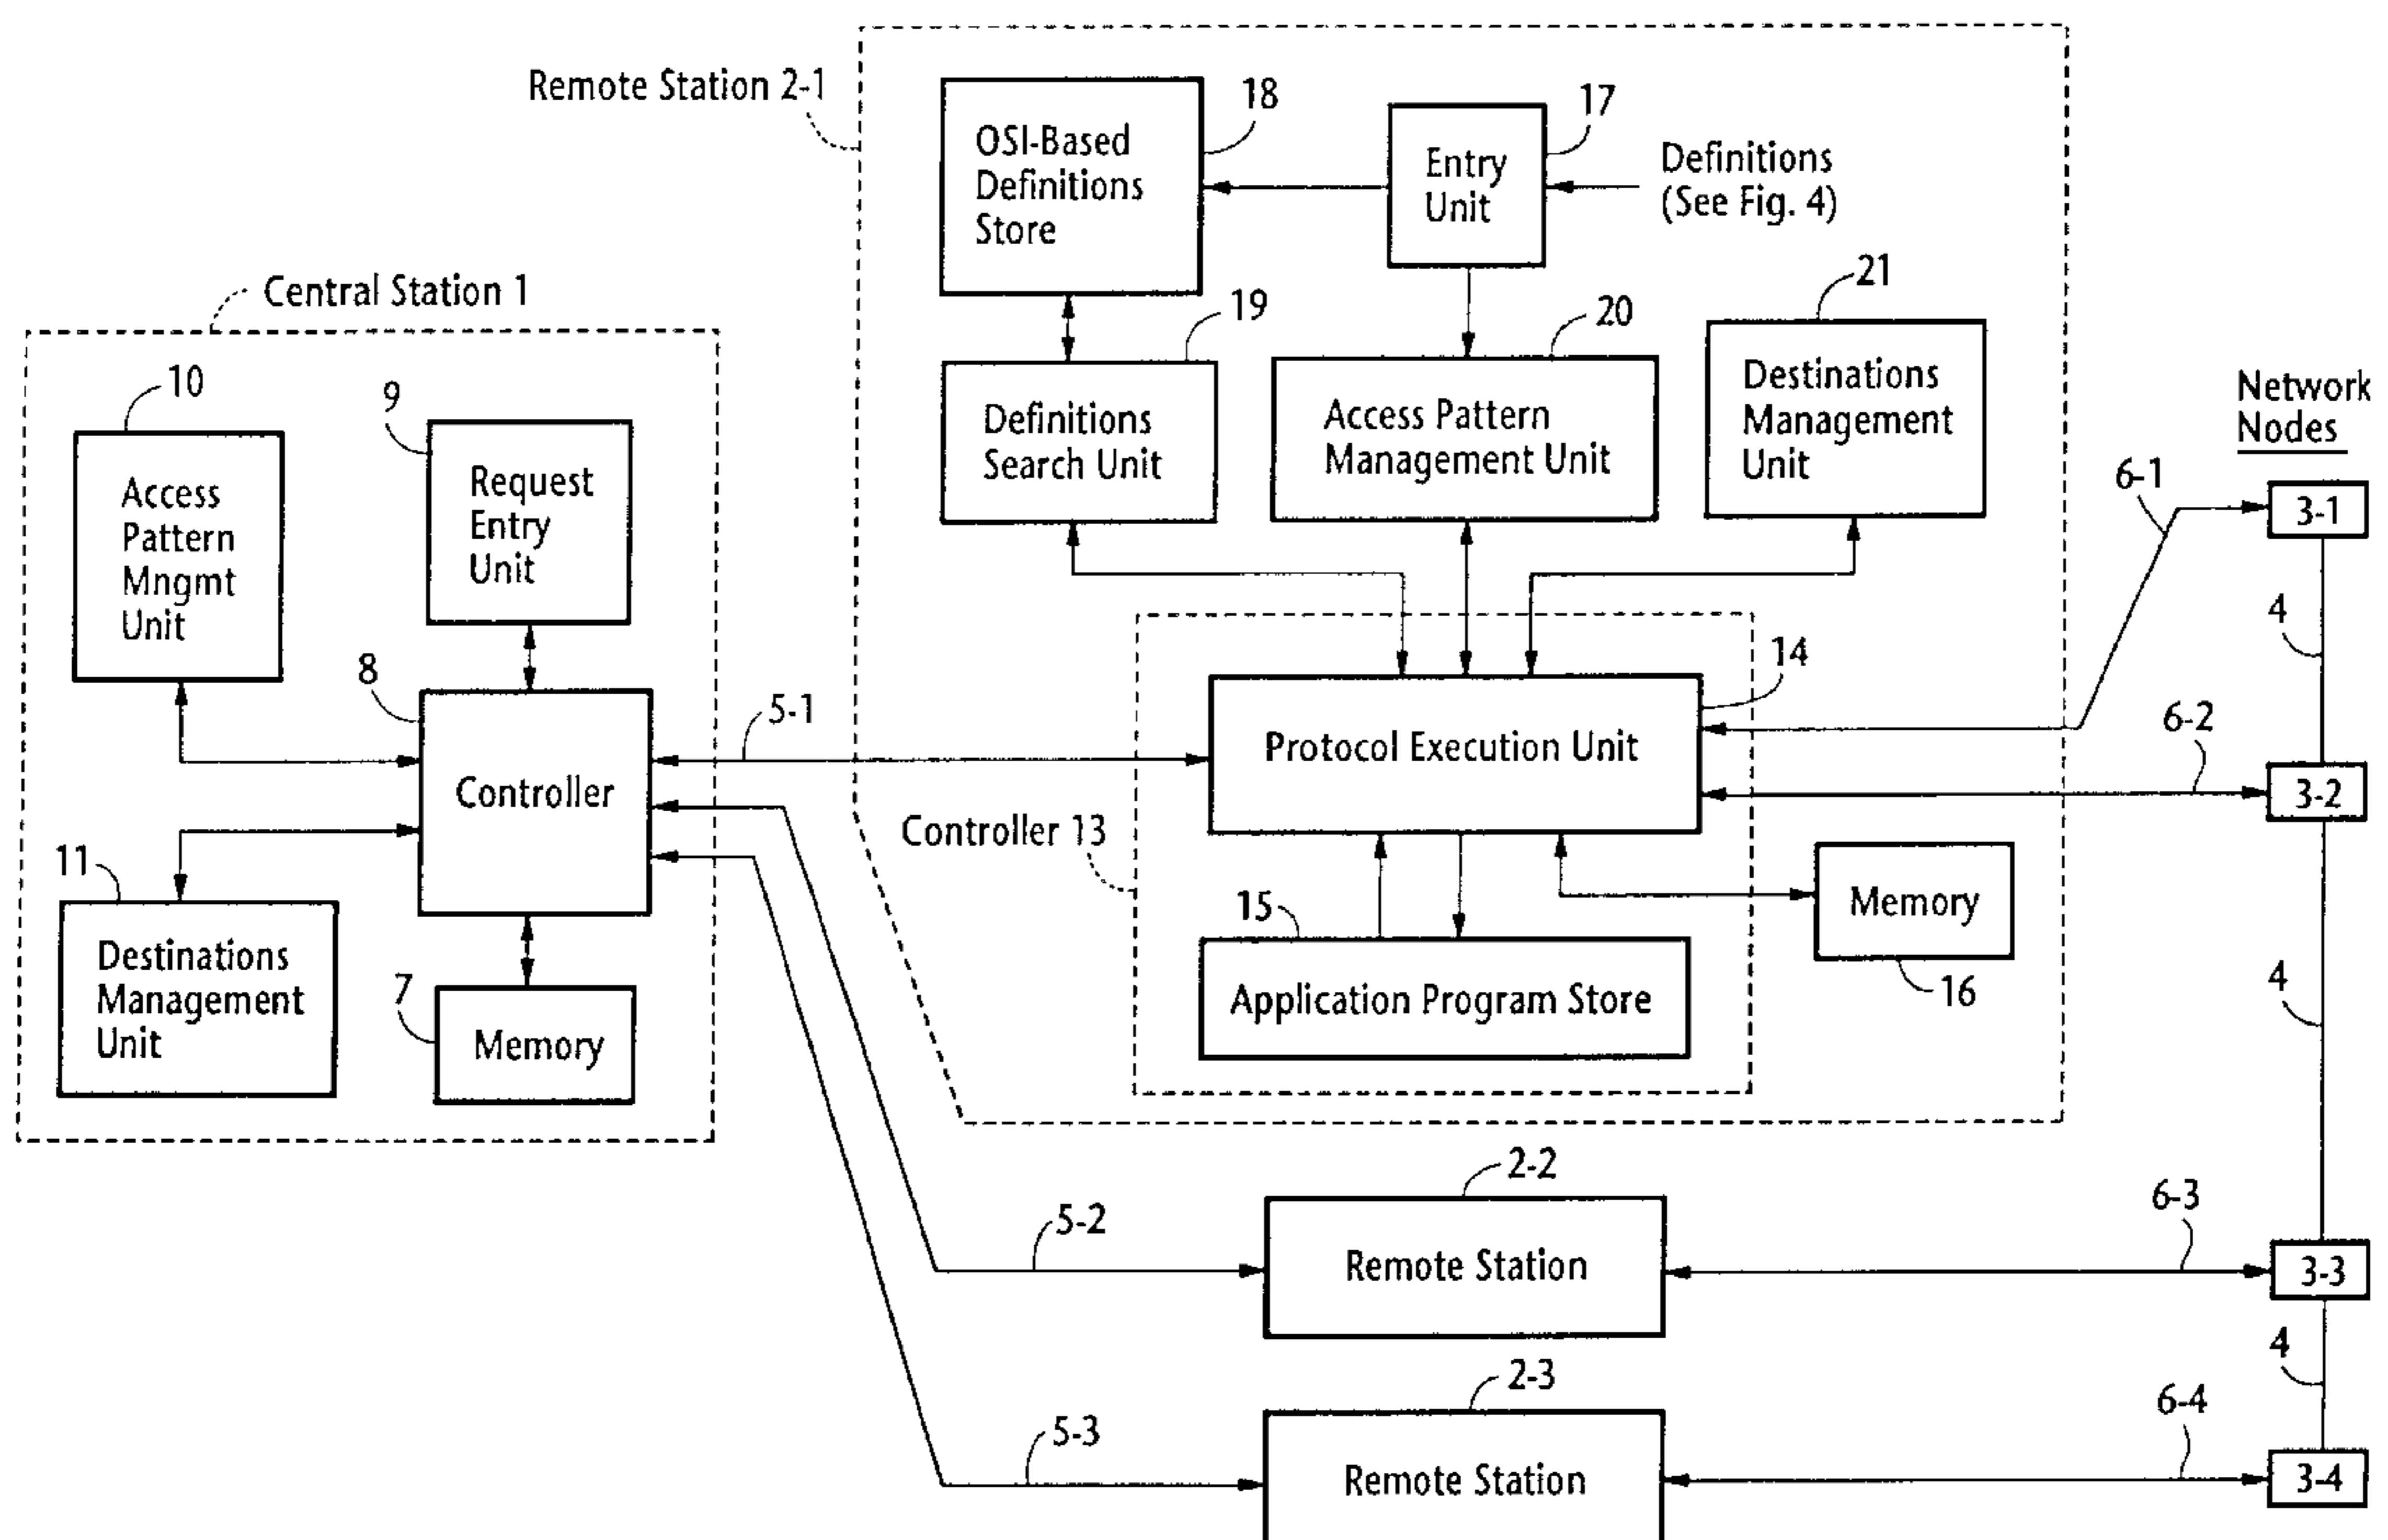 Remote Station 2-1
18
OSI-Based
Definitions
Store
17
Entry
Unit
Definitions
(See Fig. 4)
Central Station 1
19
Definitions
Search Unit
20
Access Pattern
Management Unit
21
Destinations
Management
Unit
Network
Nodes
10
Access
Pattern
Mngmt
Unit
9
Request
Entry
Unit
6-1
3-1
4
8
Controller
5-1
14
Protocol Execution Unit
6-2
3-2
Controller 13
11
Destinations
Management
Unit
7
Memory
15
Application Program Store
Memory
16
4
2-2
5-2
Remote Station
6-3
3-3
4
2-3
5-3
Remote Station
6-4
3-4